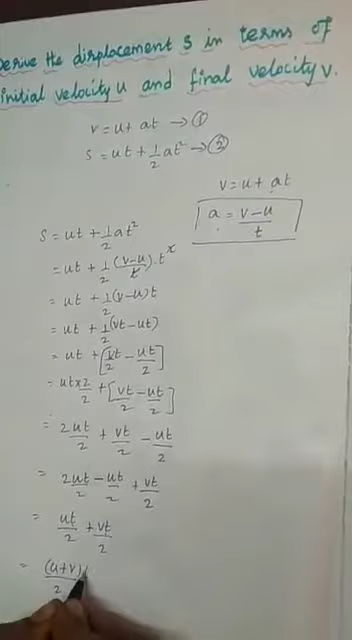 Derive the displacement s in terms of
initial velocity u and final velocity v.
v = u + at → ①
s = ut + 1/2 at² → ②
v = u + at
a = v-u/t
s = ut + 1/2 at²
= ut + 1/2 (v-u)/t · t²
= ut + 1/2 (v-u)t
= ut + 1/2 (vt - ut)
= ut + [vt/2 - ut/2]
= ut × 2/2 + [vt/2 - ut/2]
= 2ut/2 + vt/2 - ut/2
= 2ut/2 - ut/2 + vt/2
= ut/2 + vt/2
= (u+v)/2